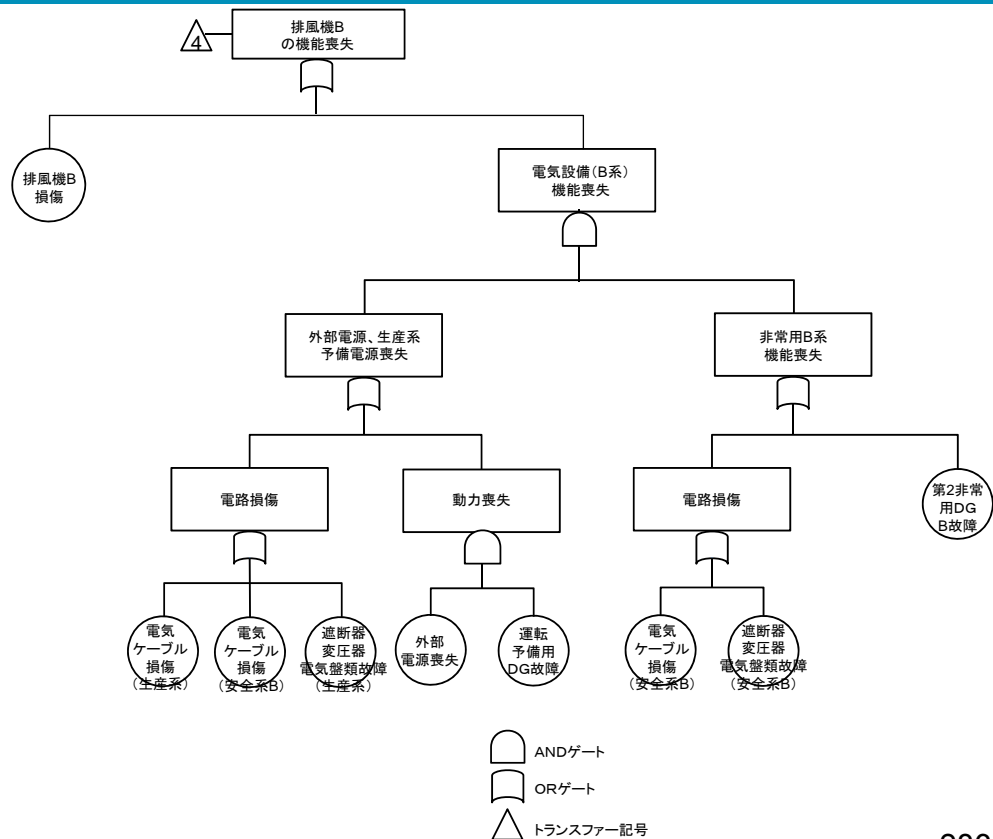 排風機B
の機能喪失
4
排風機B
損傷
電気設備(B系)
機能喪失
外部電源、生産系
予備電源喪失
非常用B系
機能喪失
電路損傷
動力喪失
電路損傷
第2非常
用DG
B故障
電気
ケーブル
損傷
(生産系)
電気
ケーブル
損傷
(安全系B)
遮断器
変圧器
電気盤類故障
(生産系)
外部
電源喪失
運転
予備用
DG故障
電気
ケーブル
損傷
(安全系B)
遮断器
変圧器
電気盤類故障
(安全系B)
ANDゲート
ORゲート
トランスファー記号